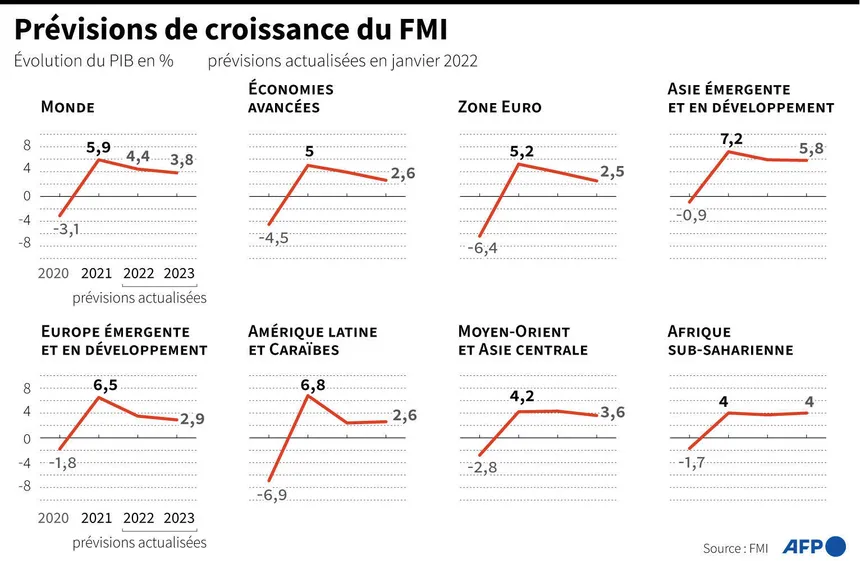 Prévisions de croissance du FMI
Évolution du PIB en % prévisions actualisées en janvier 2022
Monde
Économies
avancées
Zone Euro
Asie émergente
et en développement
8
4
0
-4
-8
5,9
4,4
3,8
-3,1
5
2,6
-4,5
5,2
2,5
-6,4
7,2
5,8
-0,9
2020 2021 2022 2023
prévisions actualisées
Europe émergente
et en développement
Amérique latine
et Caraïbes
Moyen-Orient
et Asie centrale
Afrique
sub-saharienne
8
4
0
-4
-8
6,5
2,9
-1,8
6,8
2,6
-6,9
4,2
3,6
-2,8
4
4
-1,7
2020 2021 2022 2023
prévisions actualisées
Source : FMI
AFP